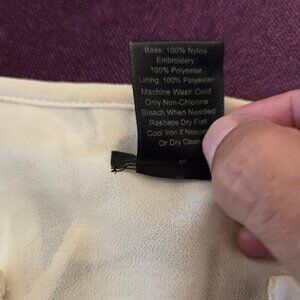 Base: 100% Nylon
Embroidery:
100% Polyester
Lining: 100% Polyester
Machine Wash Cold
Only Non-Chlorine
Bleach When Needed
Reshape Dry Flat
Cool Iron If Needed
Or Dry Clean